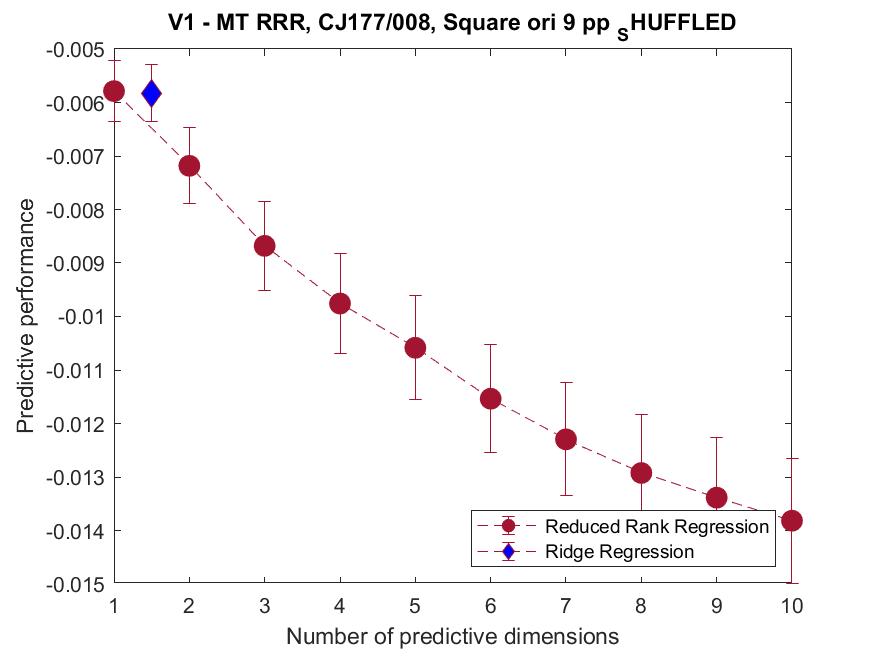 V1 - MT RRR, CJ177/008, Square ori 9 pp SHUFFLED
-0.005
-0.006
-0.007
-0.008
-0.009
-0.01
-0.011
-0.012
-0.013
-0.014
-0.015
Predictive performance
Reduced Rank Regression
Ridge Regression
1 2 3 4 5 6 7 8 9 10
Number of predictive dimensions